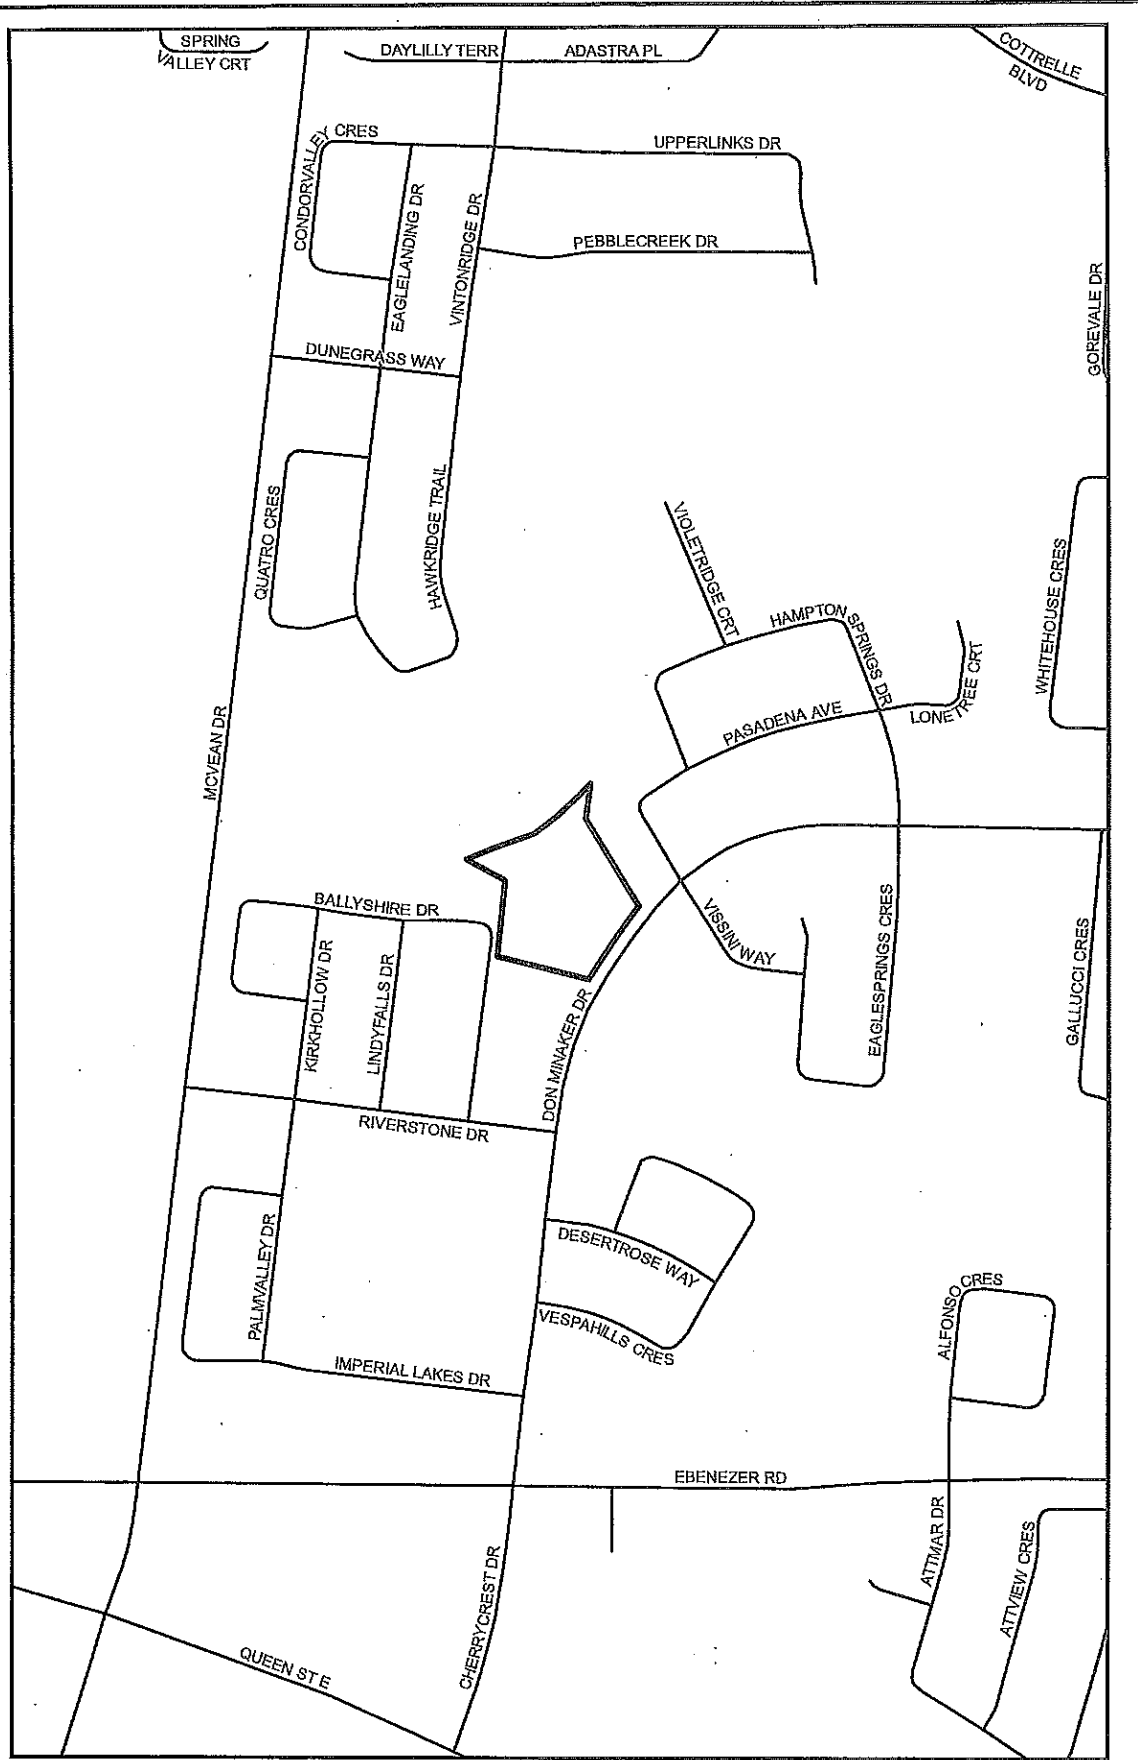 SPRING
VALLEY CRT
DAYLILLY TERR
ADASTRA PL
COTTRELLE
BLVD
CONDORVALLEY CRES
UPPERLINKS DR
EAGLELANDING DR
VINTONRIDGE DR
PEBBLECREEK DR
GOREVALE DR
DUNEGRASS WAY
QUATRO CRES
HAWKRIDGE TRAIL
VIOLETRIDGE CRT
HAMPTON SPRINGS DR
WHITEHOUSE CRES
LONETREE CRT
PASADENA AVE
MCVEAN DR
BALLYSHIRE DR
KIRKHOLLOW DR
LINDYFALLS DR
VISSINI WAY
EAGLESPRINGS CRES
GALLUCCI CRES
DON MINAKER DR
RIVERSTONE DR
PALMVALLEY DR
DESERTROSE WAY
VESPAHILLS CRES
ALFONSO CRES
IMPERIAL LAKES DR
EBENEZER RD
ATTMAR DR
ATTVIEW CRES
CHERRYCREST DR
QUEEN ST E